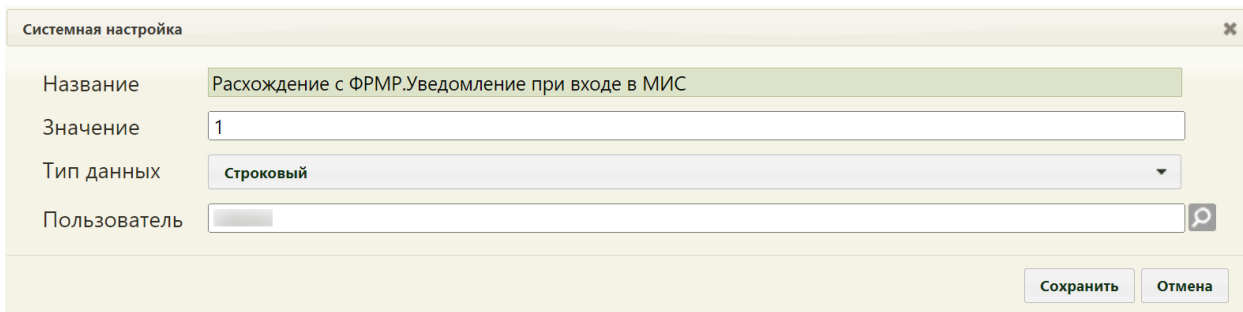 Системная настройка
Название Расхождение с ФРМР.Уведомление при входе в МИС
Значение 1
Тип данных Строковый
Пользователь
Сохранить Отмена